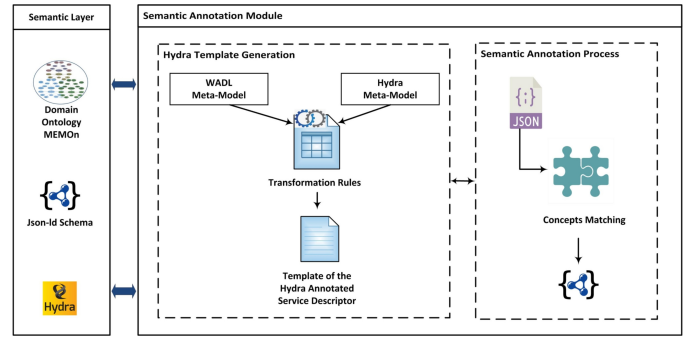 Semantic Layer
Domain
Ontology
MEMOn
Json-ld Schema
Hydra
Semantic Annotation Module
Hydra Template Generation
WADL
Meta-Model
Hydra
Meta-Model
Transformation Rules
Template of the
Hydra Annotated
Service Descriptor
Semantic Annotation Process
{;}
JSON
Concepts Matching